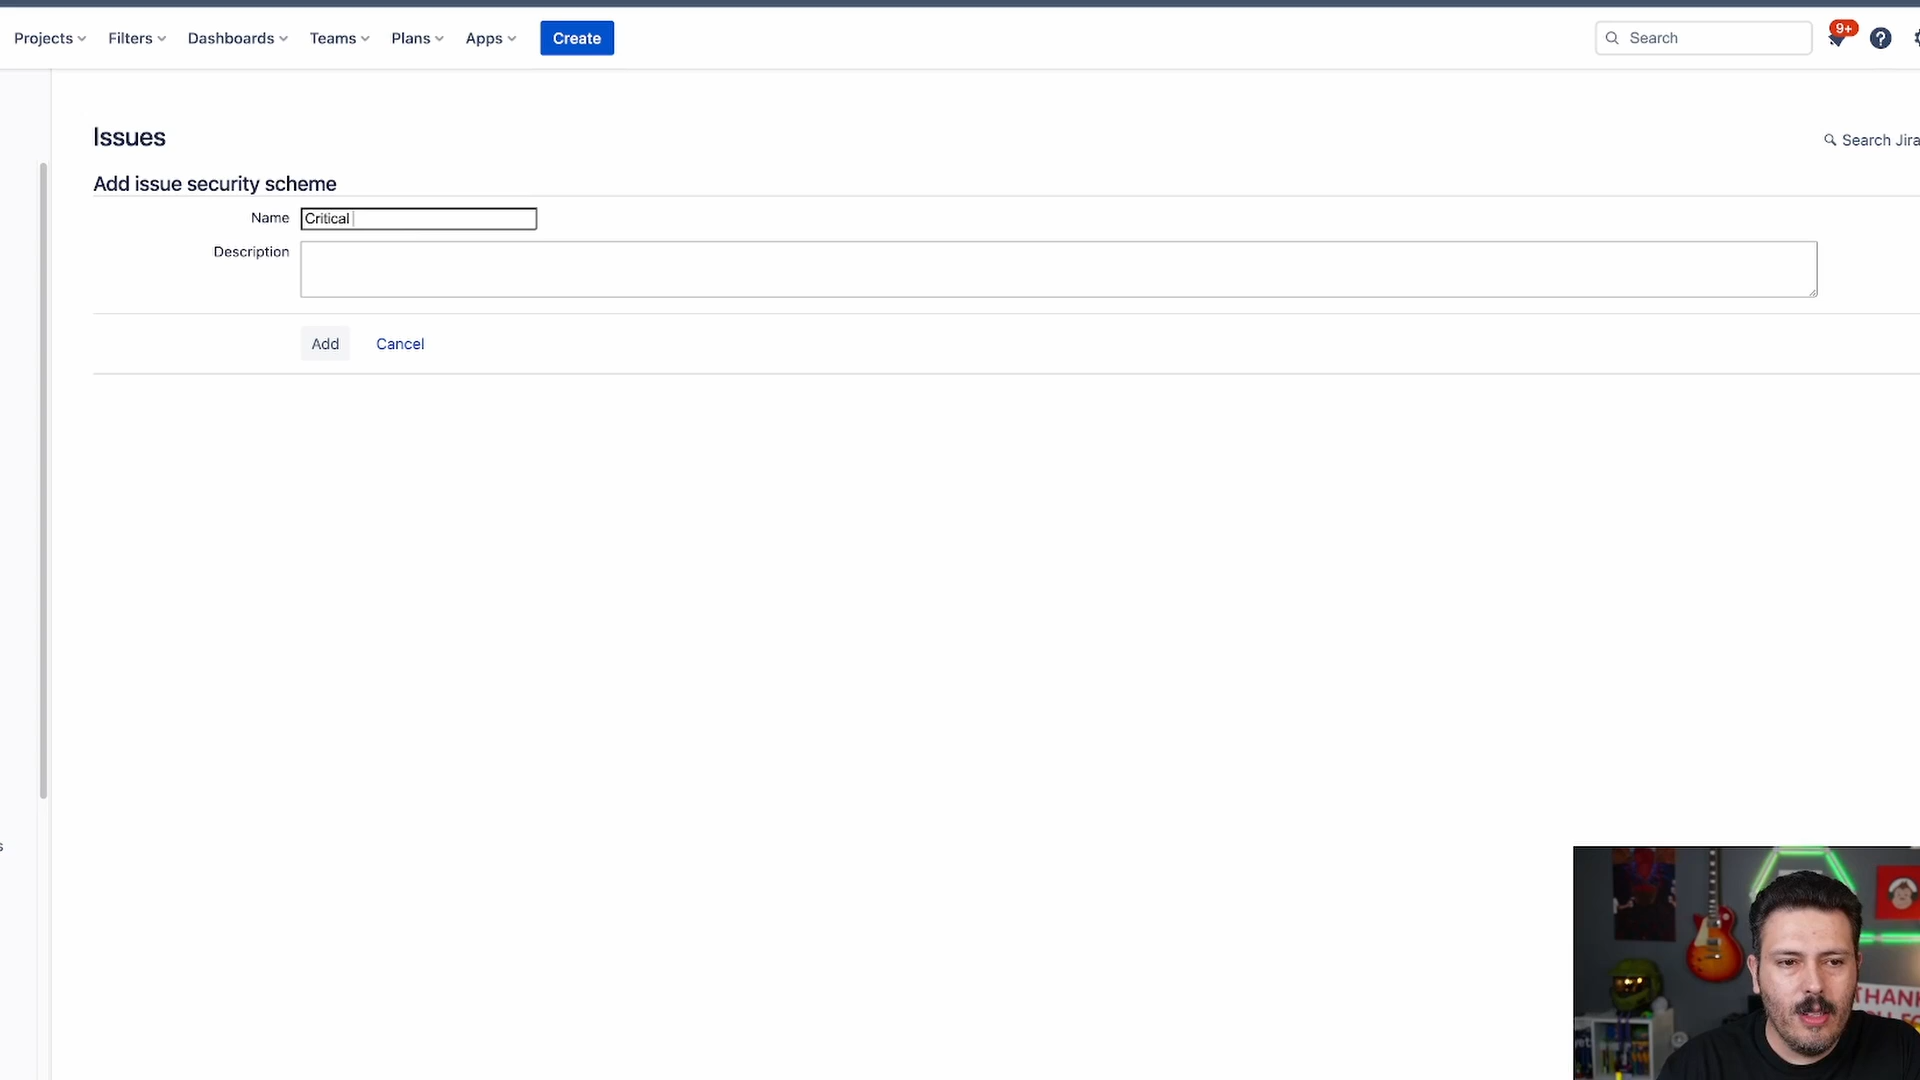 Projects Filters Dashboards Teams Plans Apps Create Search 9+ ?
Issues
Search Jira
Add issue security scheme
Name Critical
Description
Add Cancel
s
THANK